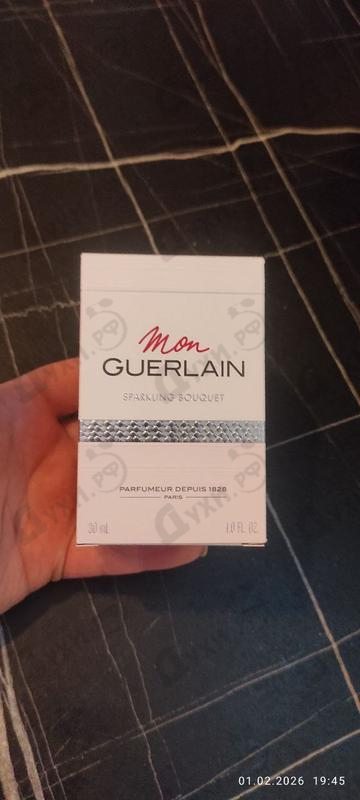 Mon
GUERLAIN
SPARKLING BOUQUET
PARFUMEUR DEPUIS 1828
PARIS
30 mL 1.0 FL. OZ.
Духи.рф
01.02.2026 19:45